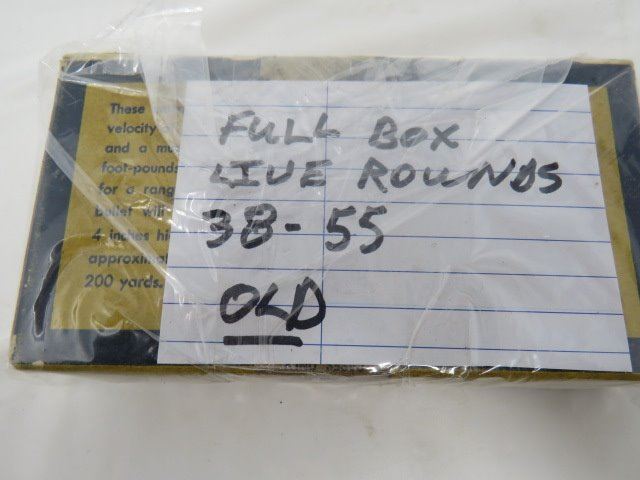 These
velocity
and a
foot-pounds
for a rang
bullet will
4 inches hi
approximat
200 yards.
FULL BOX
LIVE ROUNDS
38-55
OLD